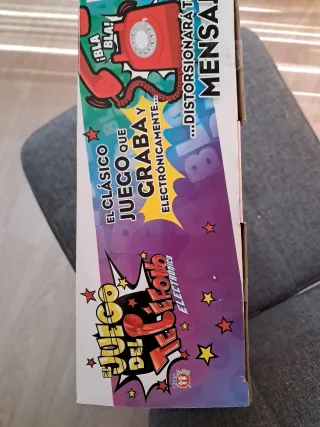 ¡BLA
BLA!
EL CLÁSICO
JUEGO QUE
GRABA Y
ELECTRÓNICAMENTE...
...DISTORSIONARÁ T
MENSA
EL JUEGO
DEL
TELÉFONO
ELECTRÓNICO